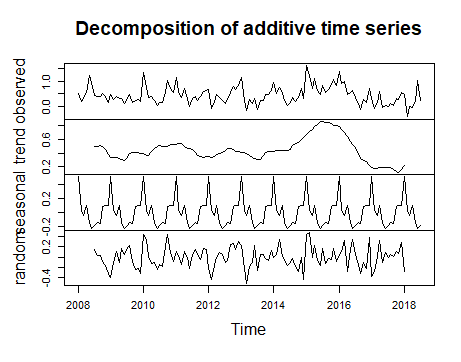 Decomposition of additive time series
observed
0.0 1.0
trend
0.2 0.6
seasonal
-0.2 0.2
random
-0.4 0.2
2008 2010 2012 2014 2016 2018
Time